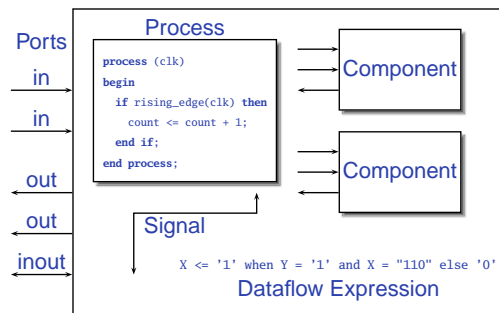 Ports
in
in
out
out
inout
Process
process (clk)
begin
if rising_edge(clk) then
count <= count + 1;
end if;
end process;
Component
Component
Signal
X <= '1' when Y = '1' and X = "110" else '0'
Dataflow Expression